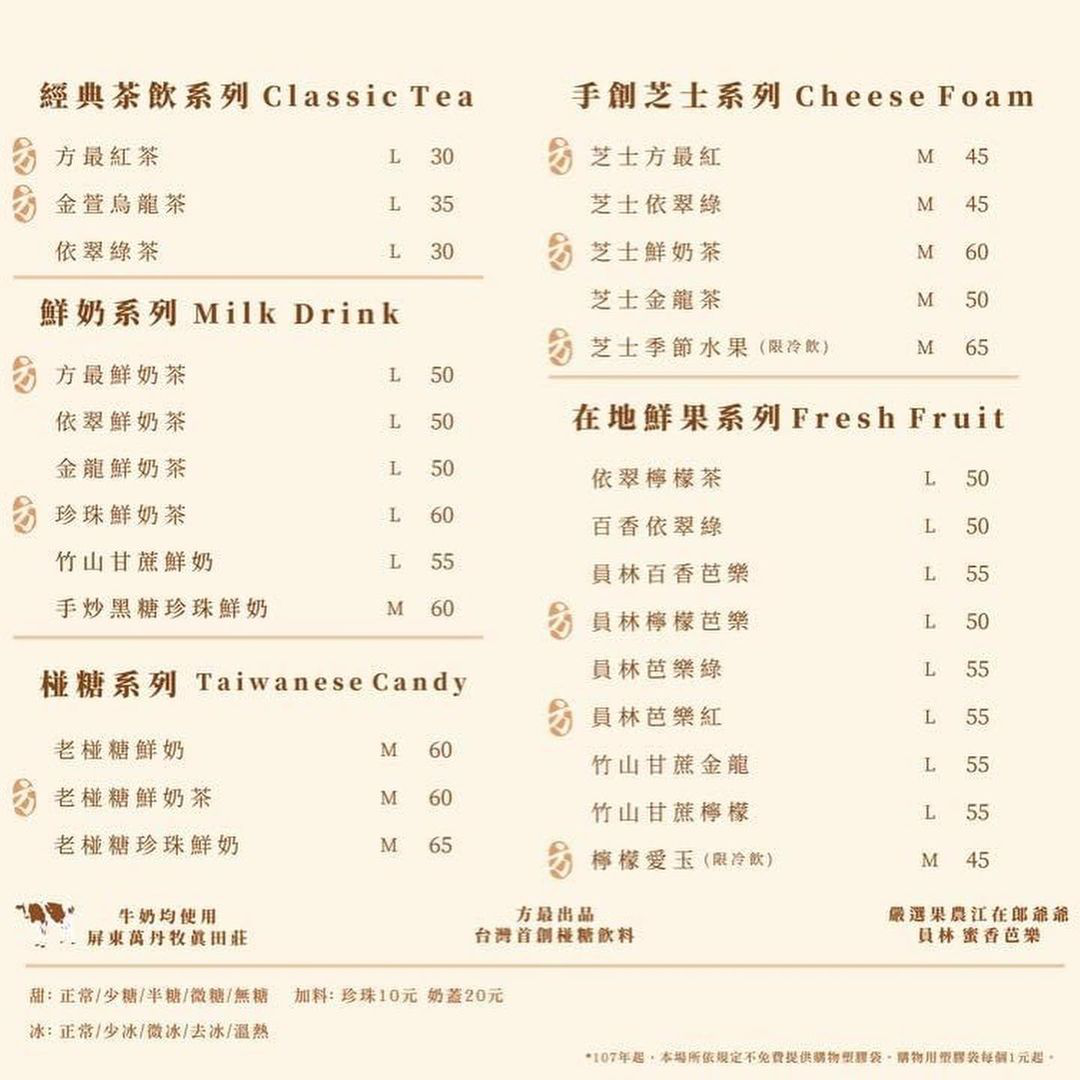 經典茶飲系列 Classic Tea
方最紅茶 L 30
金萱烏龍茶 L 35
依翠綠茶 L 30
鮮奶系列 Milk Drink
方最鮮奶茶 L 50
依翠鮮奶茶 L 50
金龍鮮奶茶 L 50
珍珠鮮奶茶 L 60
竹山甘蔗鮮奶 L 55
手炒黑糖珍珠鮮奶 M 60
椪糖系列 Taiwanese Candy
老椪糖鮮奶 M 60
老椪糖鮮奶茶 M 60
老椪糖珍珠鮮奶 M 65
手創芝士系列 Cheese Foam
芝士方最紅 M 45
芝士依翠綠 M 45
芝士鮮奶茶 M 60
芝士金龍茶 M 50
芝士季節水果 (限冷飲) M 65
在地鮮果系列 Fresh Fruit
依翠檸檬茶 L 50
百香依翠綠 L 50
員林百香芭樂 L 55
員林檸檬芭樂 L 50
員林芭樂綠 L 55
員林芭樂紅 L 55
竹山甘蔗金龍 L 55
竹山甘蔗檸檬 L 55
檸檬愛玉 (限冷飲) M 45
牛奶均使用
屏東萬丹牧眞田莊
方最出品
台灣首創椪糖飲料
嚴選果農江在郎爺爺
員林 蜜香芭樂
甜: 正常/少糖/半糖/微糖/無糖 加料: 珍珠10元 奶蓋20元
冰: 正常/少冰/微冰/去冰/溫熱
*107年起，本場所依規定不免費提供購物塑膠袋，購物用塑膠袋每個1元起。